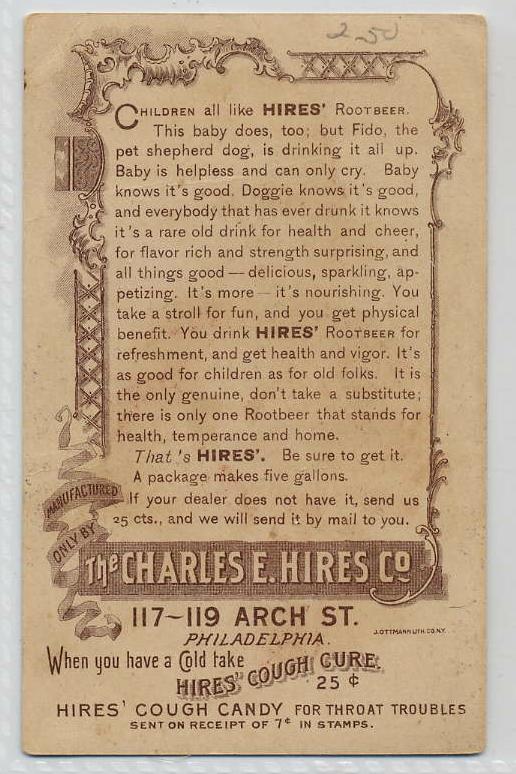 2.50
CHILDREN all like HIRES' ROOTBEER.
This baby does, too; but Fido, the
pet shepherd dog, is drinking it all up.
Baby is helpless and can only cry. Baby
knows it's good. Doggie knows it's good,
and everybody that has ever drunk it knows
it's a rare old drink for health and cheer,
for flavor rich and strength surprising, and
all things good — delicious, sparkling, ap-
petizing. It's more — it's nourishing. You
take a stroll for fun, and you get physical
benefit. You drink HIRES' ROOTBEER for
refreshment, and get health and vigor. It's
as good for children as for old folks. It is
the only genuine, don't take a substitute;
there is only one Rootbeer that stands for
health, temperance and home.
That's HIRES'. Be sure to get it.
A package makes five gallons.
If your dealer does not have it, send us
25 cts., and we will send it by mail to you.
MANUFACTURED
ONLY BY
The CHARLES E. HIRES Co
117-119 ARCH ST.
PHILADELPHIA.
J. OTTMANN LITH. CO. N.Y.
When you have a Cold take
HIRES' COUGH CURE.
25 ¢
HIRES' COUGH CANDY FOR THROAT TROUBLES
SENT ON RECEIPT OF 7¢ IN STAMPS.